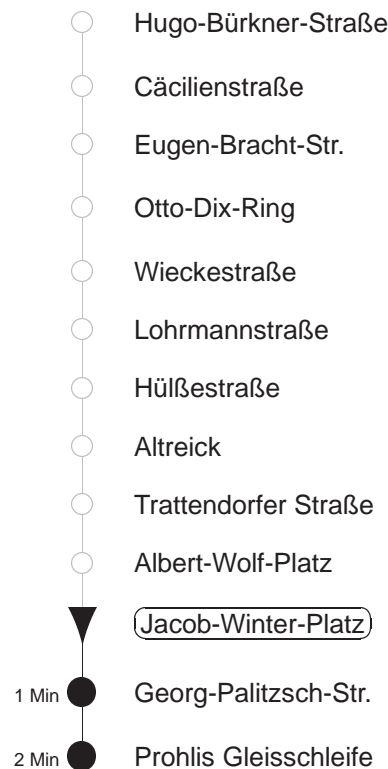 Hugo-Bürkner-Straße
Cäcilienstraße
Eugen-Bracht-Str.
Otto-Dix-Ring
Wieckestraße
Lohrmannstraße
Hülßestraße
Altreick
Trattendorfer Straße
Albert-Wolf-Platz
Jacob-Winter-Platz
1 Min Georg-Palitzsch-Str.
2 Min Prohlis Gleisschleife